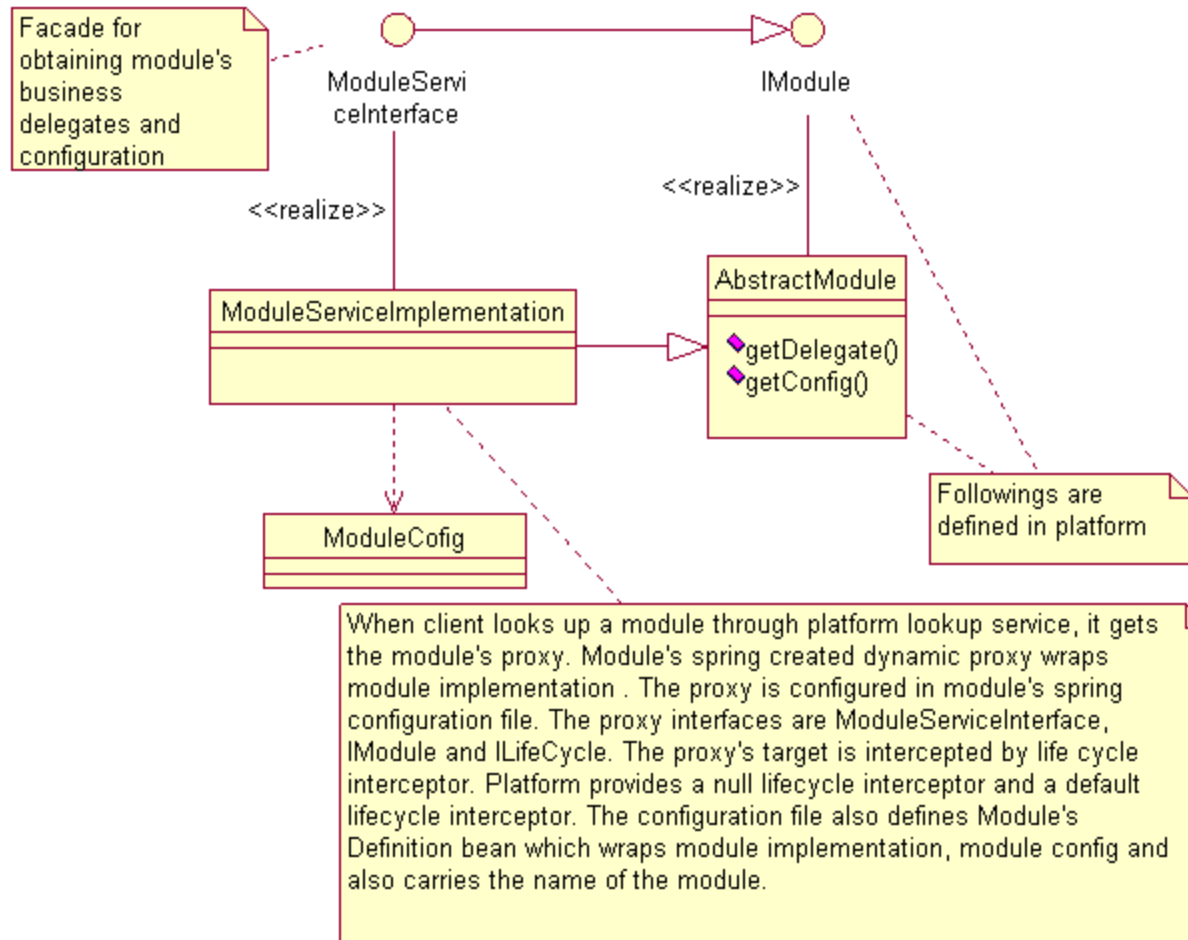 Facade for
obtaining module's
business
delegates and
configuration
ModuleServi
ceInterface
IModule
<<realize>>
<<realize>>
ModuleServiceImplementation
AbstractModule
getDelegate()
getConfig()
ModuleCofig
Followings are
defined in platform
When client looks up a module through platform lookup service, it gets
the module's proxy. Module's spring created dynamic proxy wraps
module implementation . The proxy is configured in module's spring
configuration file. The proxy interfaces are ModuleServiceInterface,
IModule and ILifeCycle. The proxy's target is intercepted by life cycle
interceptor. Platform provides a null lifecycle interceptor and a default
lifecycle interceptor. The configuration file also defines Module's
Definition bean which wraps module implementation, module config and
also carries the name of the module.